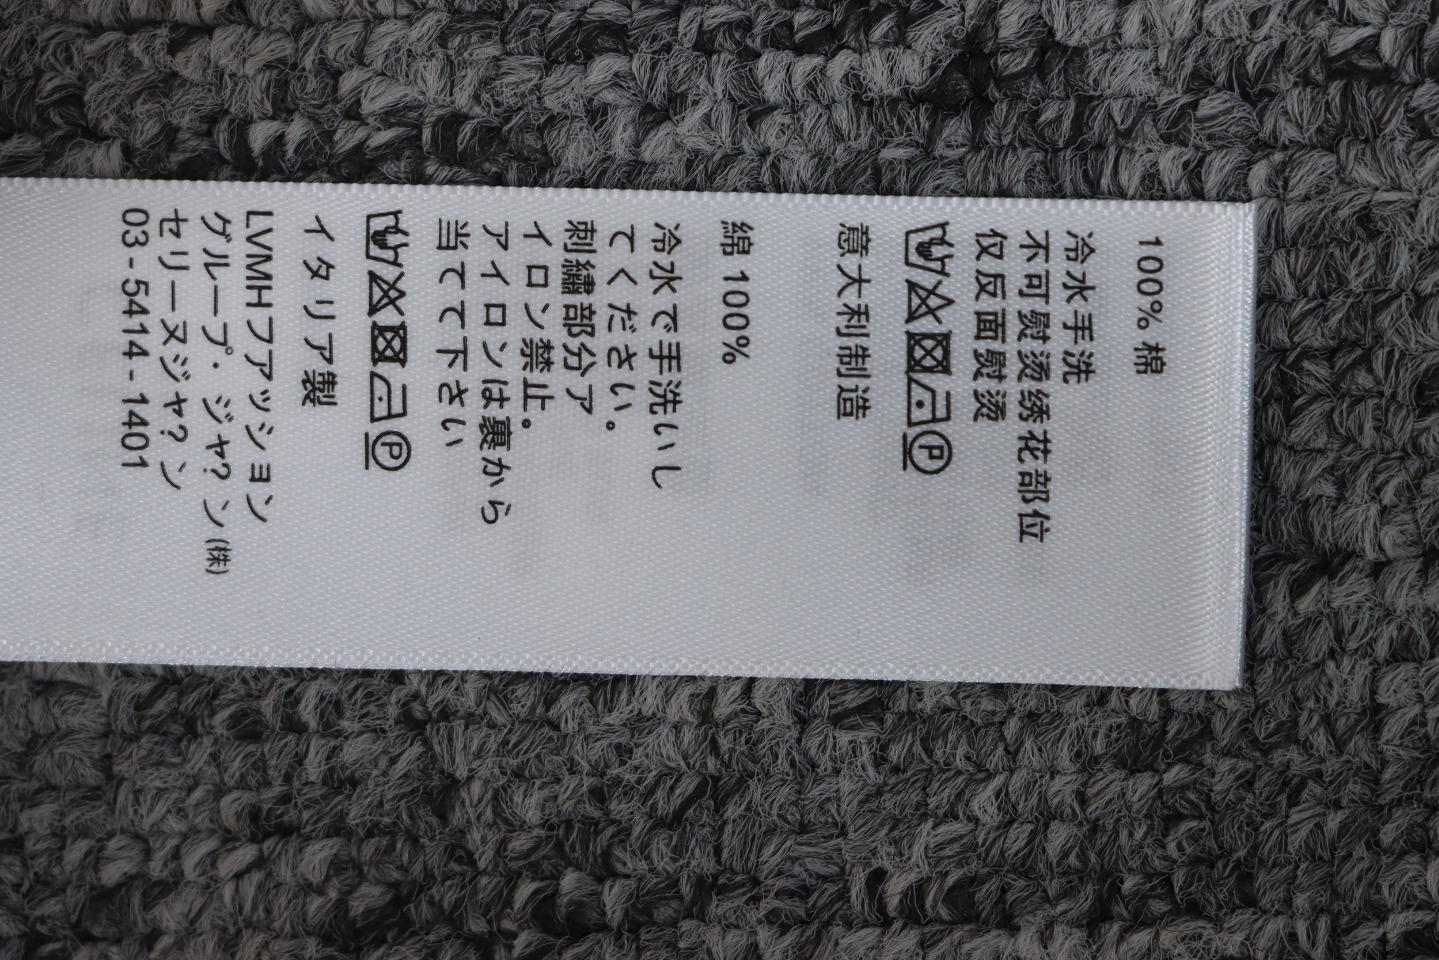 100% 棉
冷水手洗
不可熨烫绣花部位
仅反面熨烫
P
意大利制造
綿 100%
冷水で手洗いし
てください。
刺繍部分ア
イロン禁止。
アイロンは裏から
当てて下さい
P
イタリア製
LVMHファッション
グループ・ジャ? ン(株)
セリーヌジャ? ン
03-5414-1401